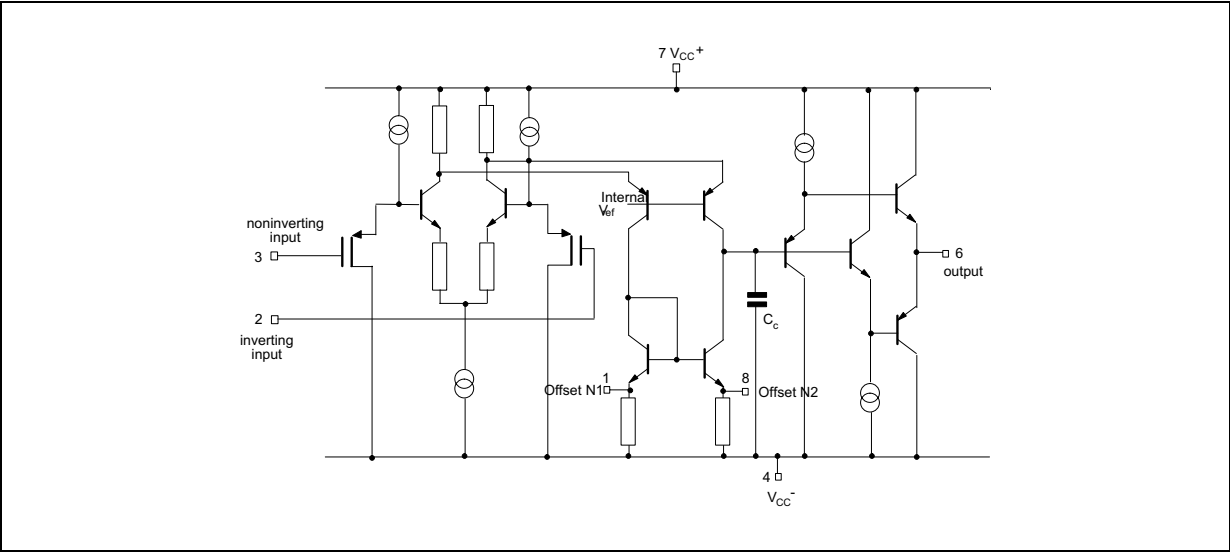 7 VCC+
Internal
Vef
noninverting
input
3
6
output
2
inverting
input
Cc
1
Offset N1
8
Offset N2
4
VCC-